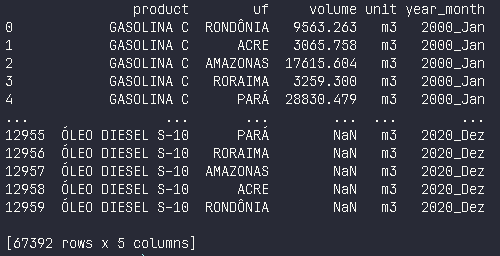 product uf volume unit year_month
0 GASOLINA C RONDÔNIA 9563.263 m3 2000_Jan
1 GASOLINA C ACRE 3065.758 m3 2000_Jan
2 GASOLINA C AMAZONAS 17615.604 m3 2000_Jan
3 GASOLINA C RORAIMA 3259.300 m3 2000_Jan
4 GASOLINA C PARÁ 28830.479 m3 2000_Jan
... ... ... ... ... ...
12955 ÓLEO DIESEL S-10 PARÁ NaN m3 2020_Dez
12956 ÓLEO DIESEL S-10 RORAIMA NaN m3 2020_Dez
12957 ÓLEO DIESEL S-10 AMAZONAS NaN m3 2020_Dez
12958 ÓLEO DIESEL S-10 ACRE NaN m3 2020_Dez
12959 ÓLEO DIESEL S-10 RONDÔNIA NaN m3 2020_Dez
[67392 rows x 5 columns]